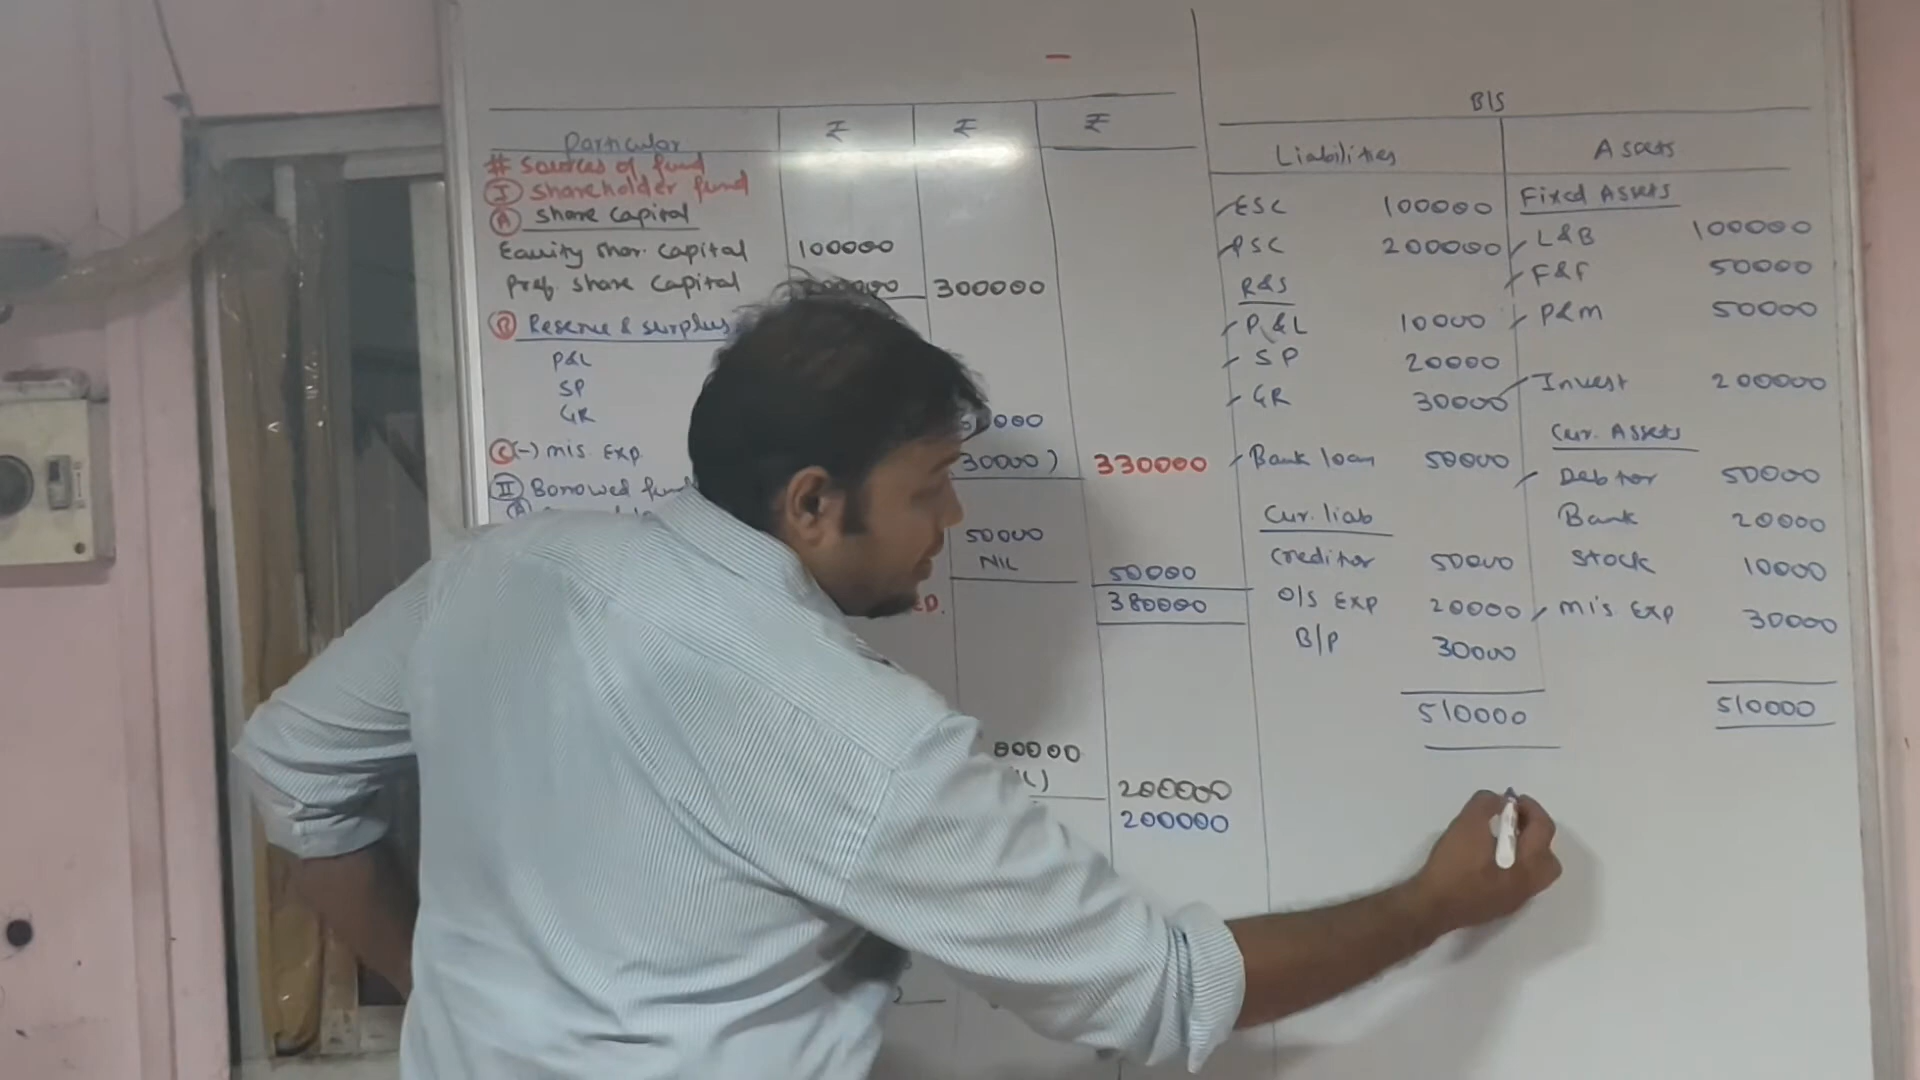 Particular ₹ ₹ ₹
# Sources of fund
I Shareholder fund
A Share Capital
Equity Shar. Capital 100000
Pref. Share Capital 300000
B Reserve & Surplus
P&L
SP
GR
C (-) mis. Exp 30000) 330000
II Borrowed fund
50000
NIL 50000
ED. 380000
200000
200000
B/S
Liabilities Assets
ESC 100000
PSC 200000
R&S
P&L 10000
SP 20000
GR 30000
Bank loan 50000
Cur. liab
Creditor 50000
O/S Exp 20000
B/P 30000
510000
Fixed Assets
L&B 100000
F&F 50000
P&M 50000
Invest 200000
Cur. Assets
Debtor 50000
Bank 20000
Stock 10000
mis Exp 30000
510000